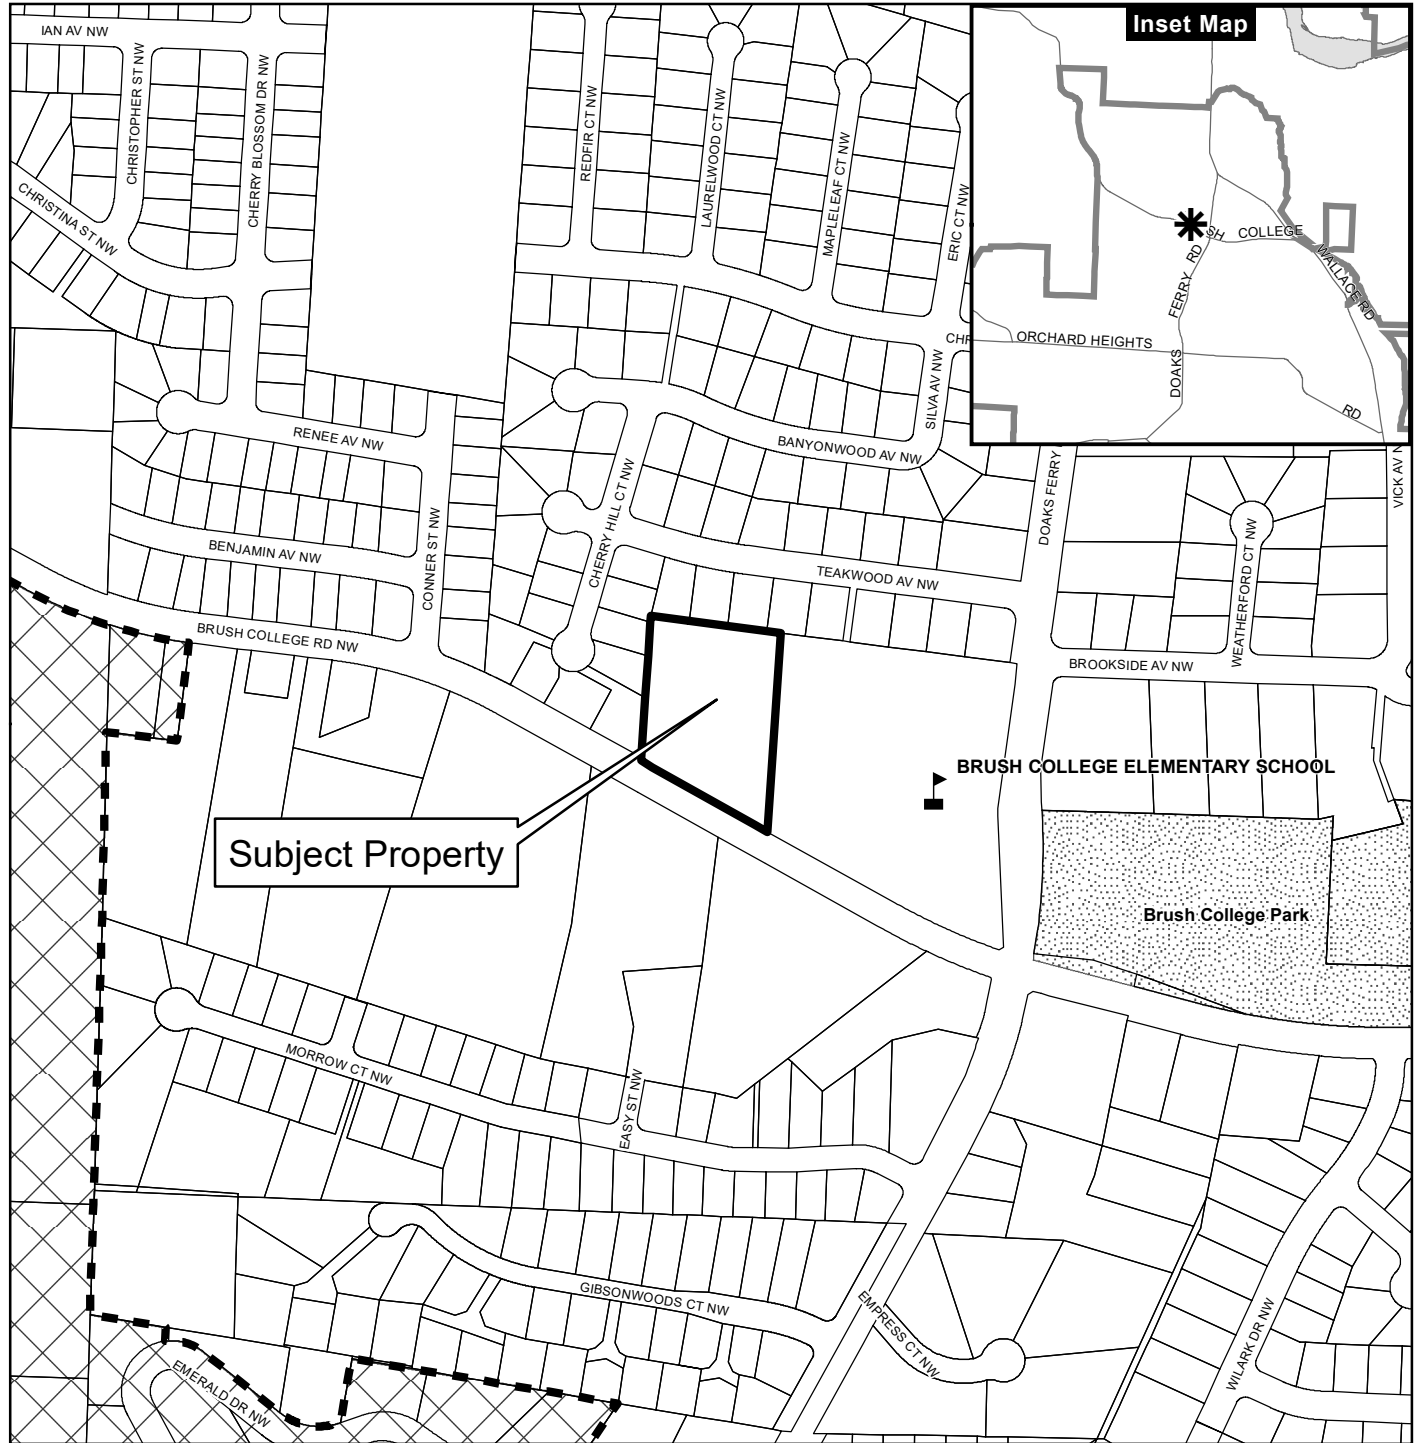 Inset Map
IAN AV NW
CHRISTOPHER ST NW
CHERRY BLOSSOM DR NW
CHRISTINA ST NW
REDFIR CT NW
LAURELWOOD CT NW
MAPLELEAF CT NW
ERIC CT NW
SH
COLLEGE
WALLACE RD
FERRY
RD
DOAKS
ORCHARD HEIGHTS
RD
CHR
SILVA AV NW
RENEE AV NW
BANYONWOOD AV NW
CONNER ST NW
CHERRY HILL CT NW
DOAKS FERRY
VICK AV N
WEATHERFORD CT NW
BENJAMIN AV NW
TEAKWOOD AV NW
BRUSH COLLEGE RD NW
BROOKSIDE AV NW
BRUSH COLLEGE ELEMENTARY SCHOOL
Subject Property
Brush College Park
MORROW CT NW
EASY ST NW
GIBSONWOODS CT NW
EMPRESS CT NW
WILARK DR NW
EMERALD DR NW